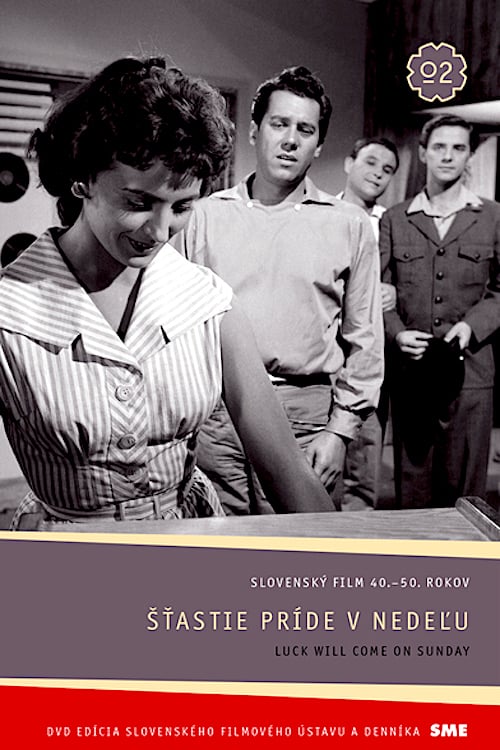 02
SLOVENSKÝ FILM 40.–50. ROKOV
ŠŤASTIE PRÍDE V NEDEĽU
LUCK WILL COME ON SUNDAY
DVD EDÍCIA SLOVENSKÉHO FILMOVÉHO ÚSTAVU A DENNÍKA SME